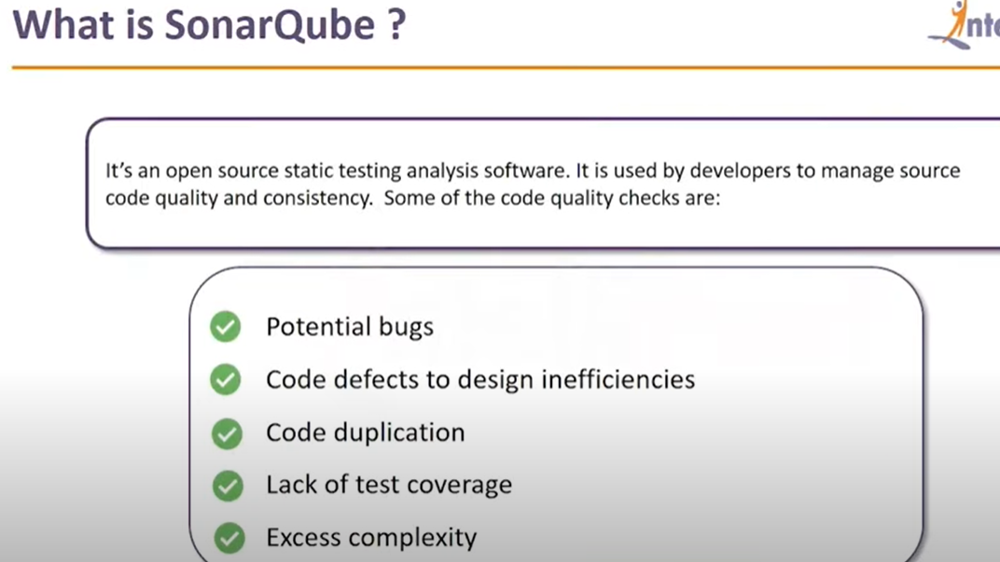 What is SonarQube ?
It's an open source static testing analysis software. It is used by developers to manage source
code quality and consistency.  Some of the code quality checks are:
Potential bugs
Code defects to design inefficiencies
Code duplication
Lack of test coverage
Excess complexity